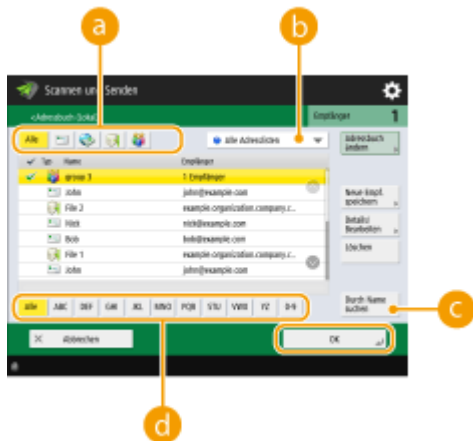 a
b
Scannen und Senden
<Adressbuch (Lokal)>
Empfänger 1
Alle
Alle Adresslisten
Adressbuch
ändern
Typ Name Empfänger
group 3 1 Empfänger
John john@example.com
File 2 example.organization.company.c...
Nick nick@example.com
Bob bob@example.com
File 1 example.organization.company.c...
John john@example.com
Neue Empf.
speichern
Details/
Bearbeiten
Löschen
Alle ABC DEF GHI JKL MNO PQR STU VWX YZ 0-9
Durch Name
suchen
c
Abbrechen
OK
d